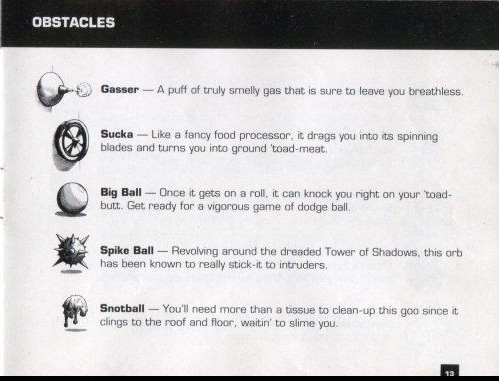 OBSTACLES
Gasser — A puff of truly smelly gas that is sure to leave you breathless.
Sucka — Like a fancy food processor, it drags you into its spinning
blades and turns you into ground 'toad-meat.
Big Ball — Once it gets on a roll, it can knock you right on your 'toad-
butt. Get ready for a vigorous game of dodge ball.
Spike Ball — Revolving around the dreaded Tower of Shadows, this orb
has been known to really stick-it to intruders.
Snotball — You'll need more than a tissue to clean-up this goo since it
clings to the roof and floor, waitin' to slime you.
13